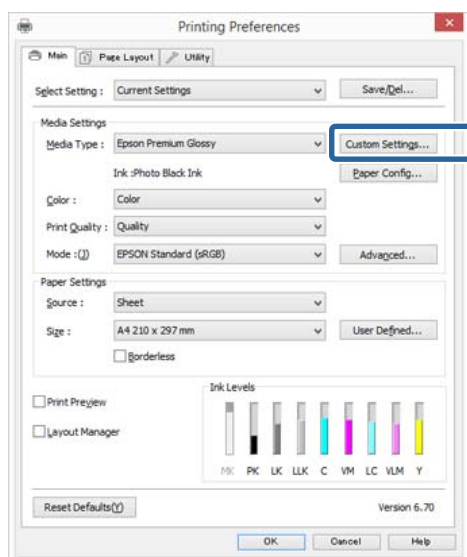 Printing Preferences
Main Page Layout Utility
Select Setting : Current Settings Save/Del...
Media Settings
Media Type : Epson Premium Glossy Custom Settings...
Ink :Photo Black Ink Paper Config...
Color : Color
Print Quality : Quality
Mode :(J) EPSON Standard (sRGB) Advanced...
Paper Settings
Source : Sheet
Size : A4 210 x 297 mm User Defined...
Borderless
Ink Levels
Print Preview
Layout Manager
MK PK LK LLK C VM LC VLM Y
Reset Defaults(Y) Version 6.70
OK Cancel Help